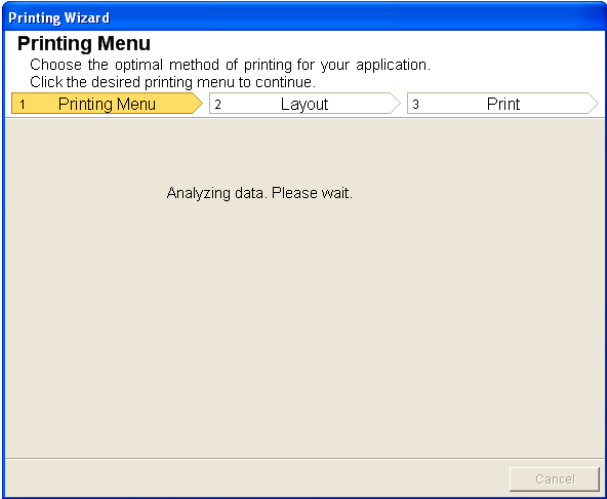 Printing Wizard
Printing Menu
Choose the optimal method of printing for your application.
Click the desired printing menu to continue.
1 Printing Menu 2 Layout 3 Print
Analyzing data. Please wait.
Cancel